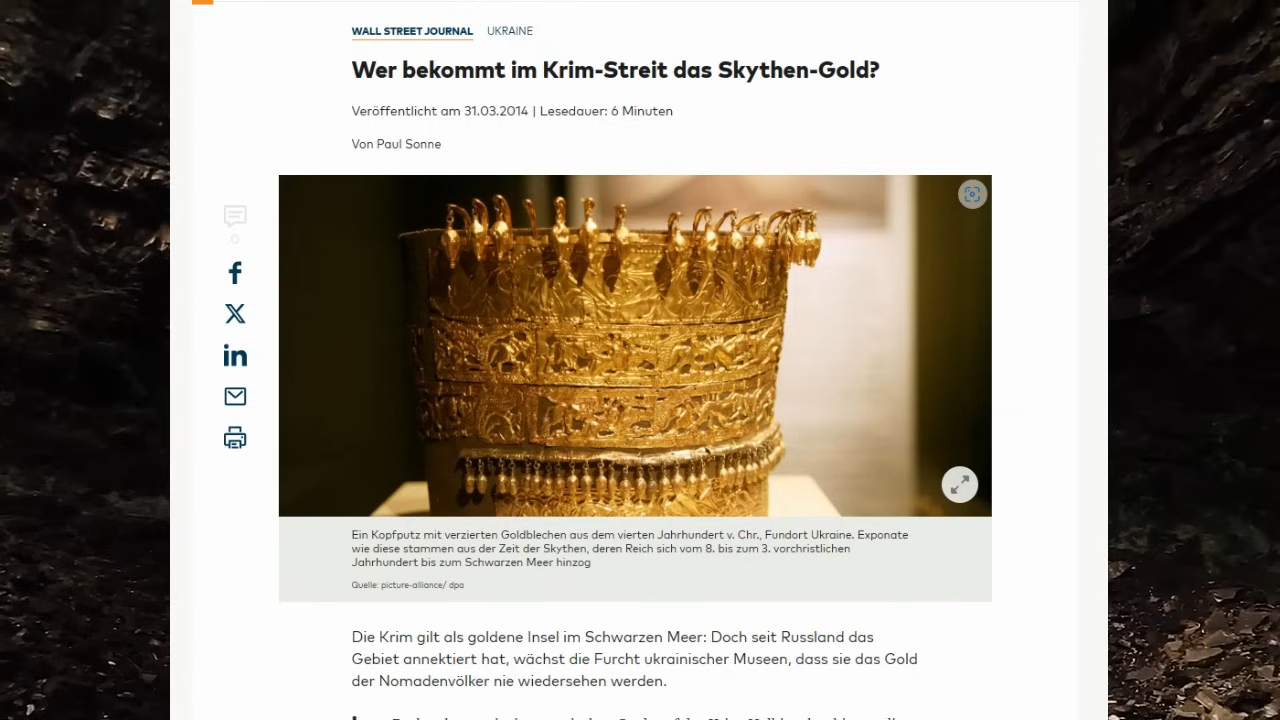 WALL STREET JOURNAL UKRAINE
Wer bekommt im Krim-Streit das Skythen-Gold?
Veröffentlicht am 31.03.2014 | Lesedauer: 6 Minuten
Von Paul Sonne
0
Ein Kopfputz mit verzierten Goldblechen aus dem vierten Jahrhundert v. Chr., Fundort Ukraine. Exponate
wie diese stammen aus der Zeit der Skythen, deren Reich sich vom 8. bis zum 3. vorchristlichen
Jahrhundert bis zum Schwarzen Meer hinzog
Quelle: picture-alliance/ dpa
Die Krim gilt als goldene Insel im Schwarzen Meer: Doch seit Russland das
Gebiet annektiert hat, wächst die Furcht ukrainischer Museen, dass sie das Gold
der Nomadenvölker nie wiedersehen werden.